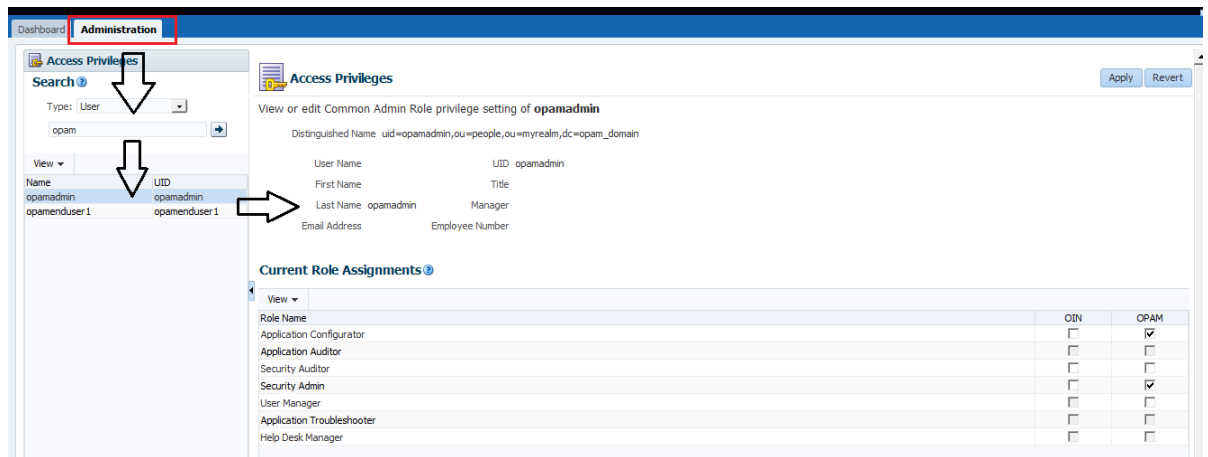 Dashboard Administration
Access Privileges
Search
Type: User
opam
View
Name UID
opamadmin opamadmin
opamenduser1 opamenduser1
Access Privileges
Apply Revert
View or edit Common Admin Role privilege setting of opamadmin
Distinguished Name uid=opamadmin,ou=people,ou=myrealm,dc=opam_domain
User Name UID opamadmin
First Name Title
Last Name opamadmin Manager
Email Address Employee Number
Current Role Assignments
View
Role Name OIN OPAM
Application Configurator
Application Auditor
Security Auditor
Security Admin
User Manager
Application Troubleshooter
Help Desk Manager